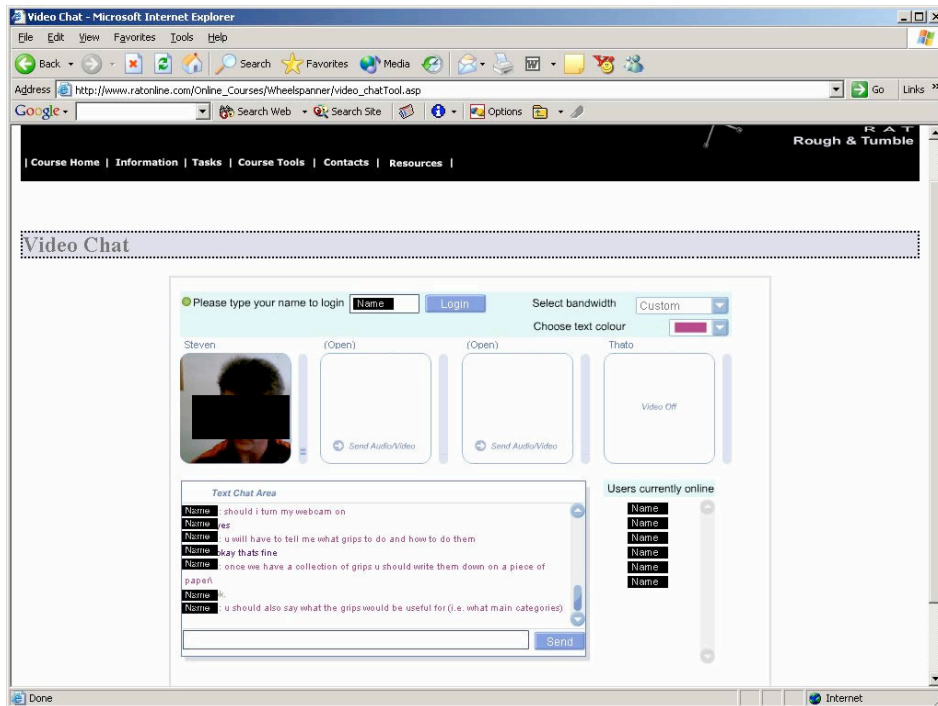 Video Chat - Microsoft Internet Explorer
File Edit View Favorites Tools Help
Back Search Favorites Media
Address http://www.ratonline.com/Online_Courses/Wheelspanner/video_chatTool.asp Go Links
Google Search Web Search Site Options
R A T
Rough & Tumble
| Course Home | Information | Tasks | Course Tools | Contacts | Resources |
Video Chat
Please type your name to login Name Login Select bandwidth Custom
Choose text colour
Steven (Open) (Open) Thato
Video Off
Send Audio/Video Send Audio/Video
Text Chat Area Users currently online
Name : should i turn my webcam on
Name yes
Name : u will have to tell me what grips to do and how to do them
Name okay thats fine
Name : once we have a collection of grips u should write them down on a piece of
paper\
Name
Name : u should also say what the grips would be useful for (i.e. what main categories)
Name
Name
Name
Name
Name
Name
Send
Done Internet